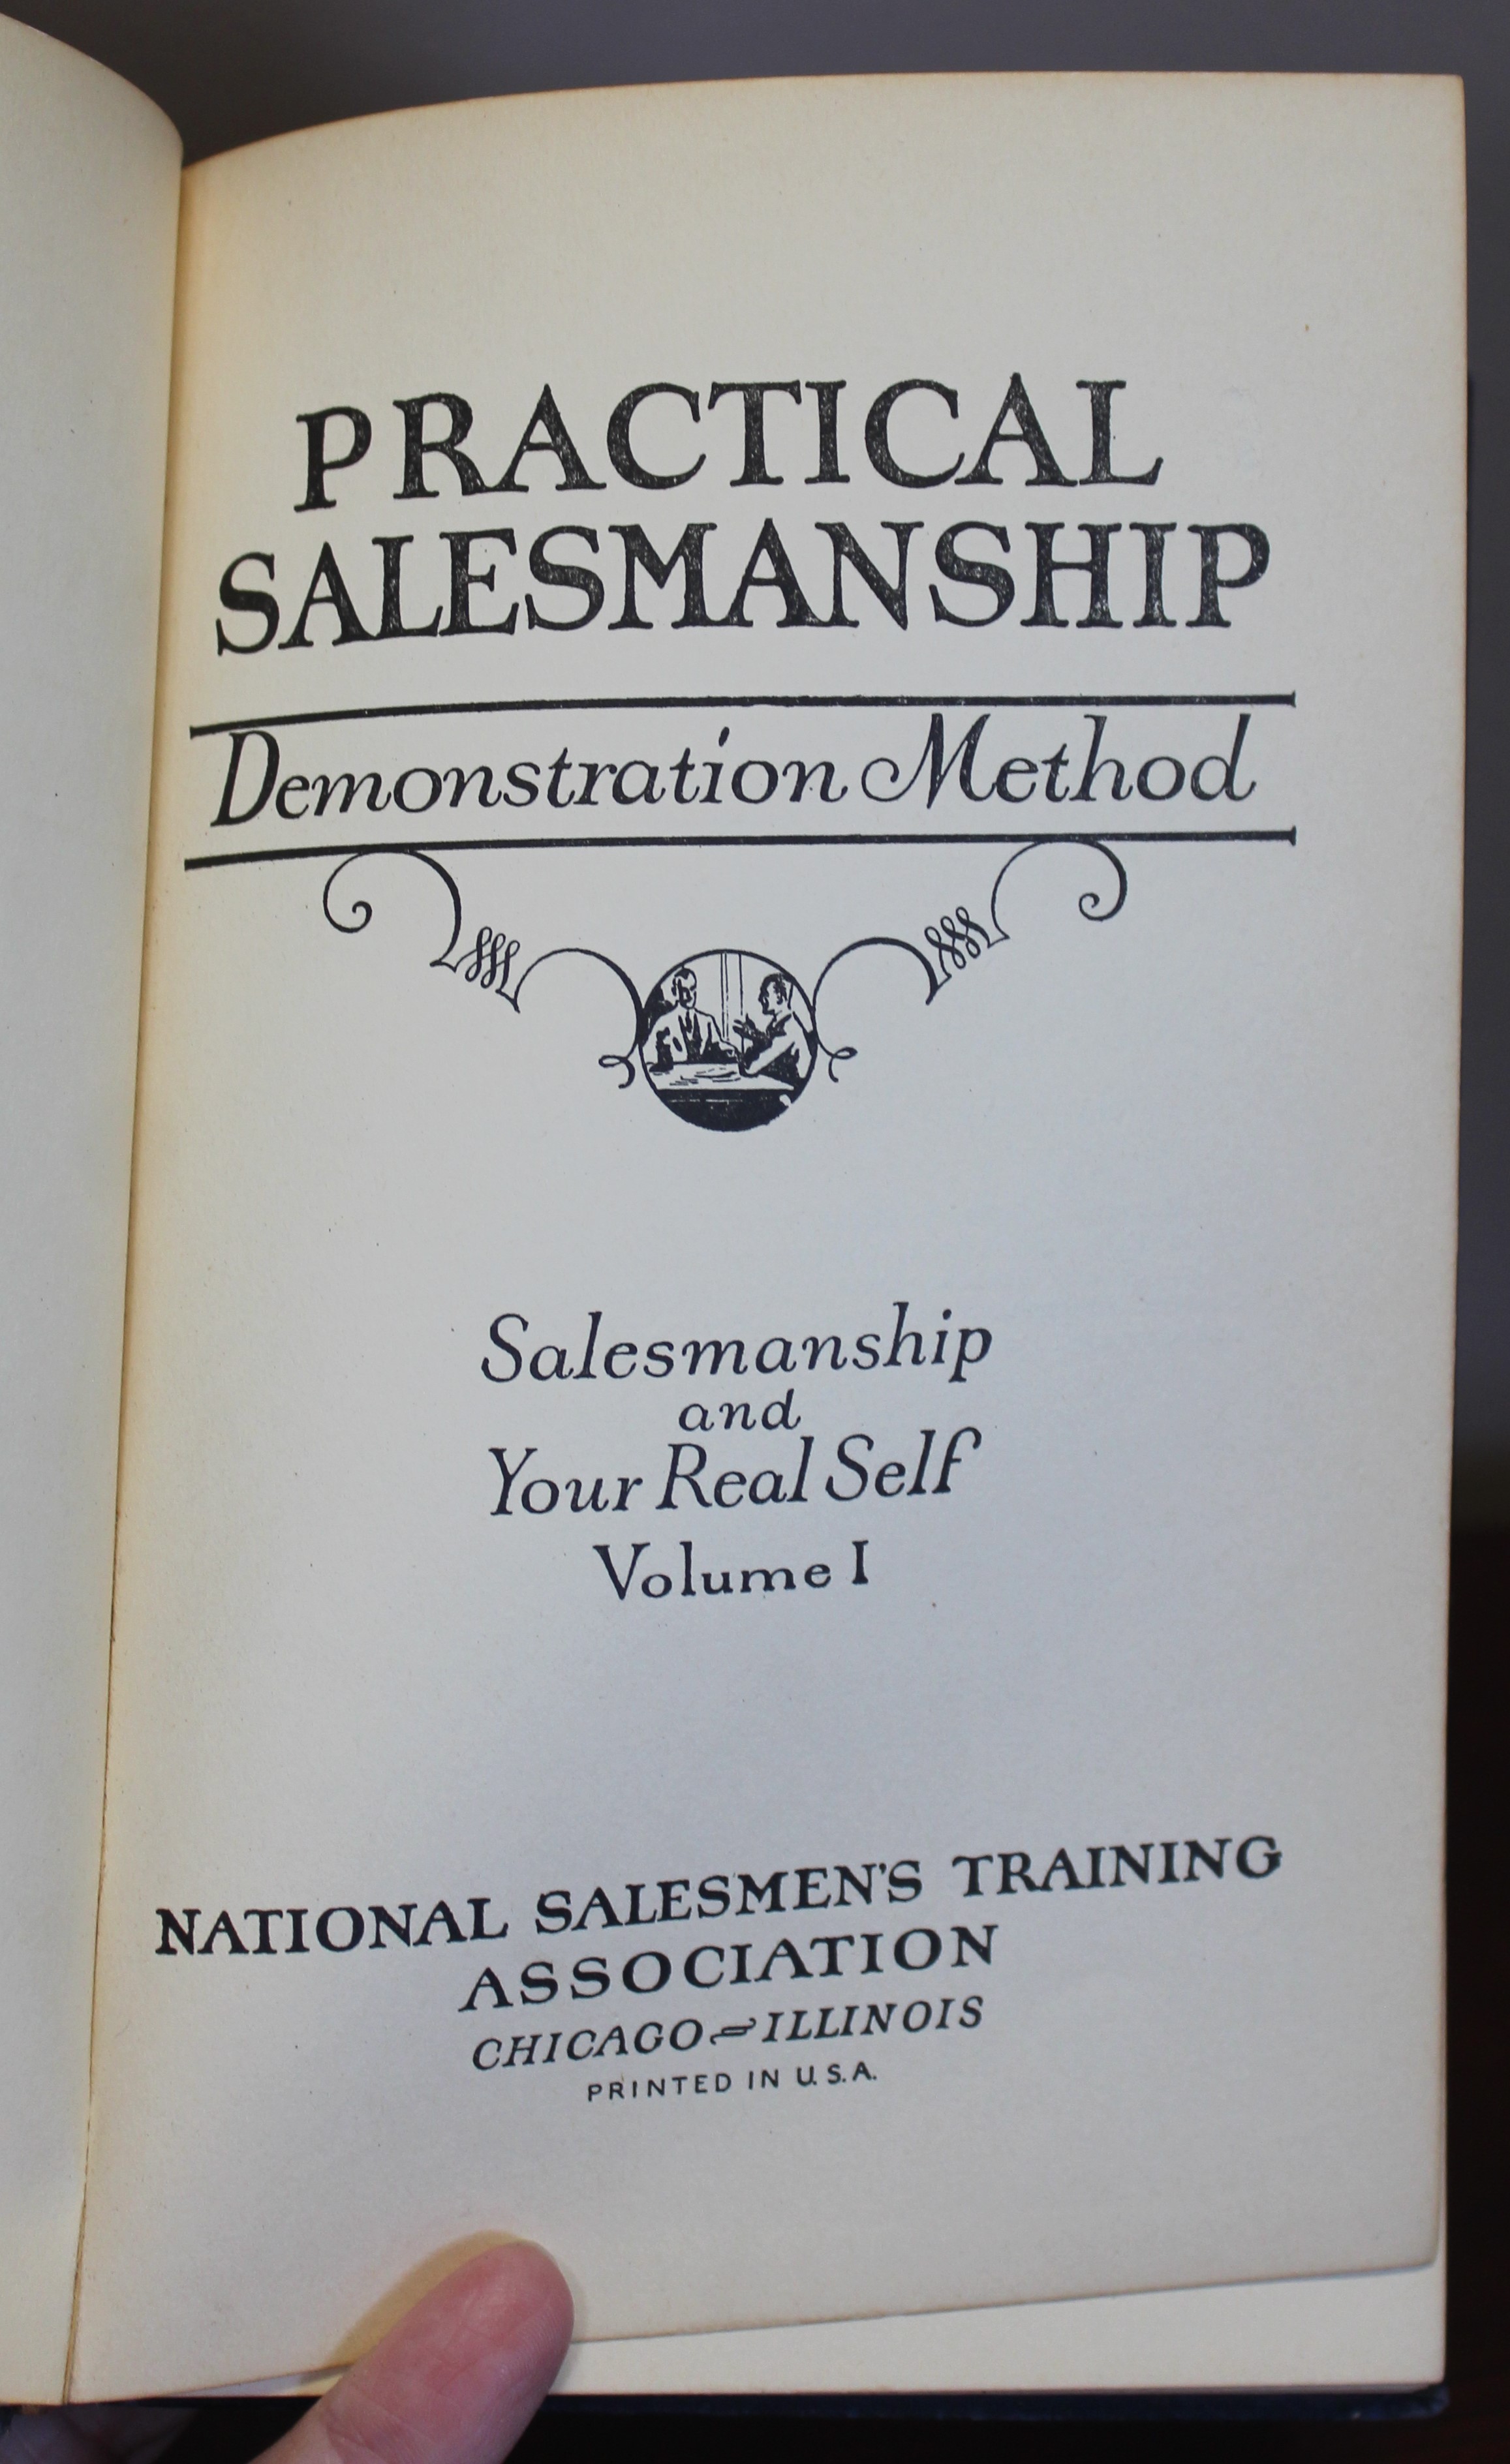 PRACTICAL
SALESMANSHIP
Demonstration Method
Salesmanship
and
Your Real Self
Volume I
NATIONAL SALESMEN'S TRAINING
ASSOCIATION
CHICAGO~ILLINOIS
PRINTED IN U.S.A.